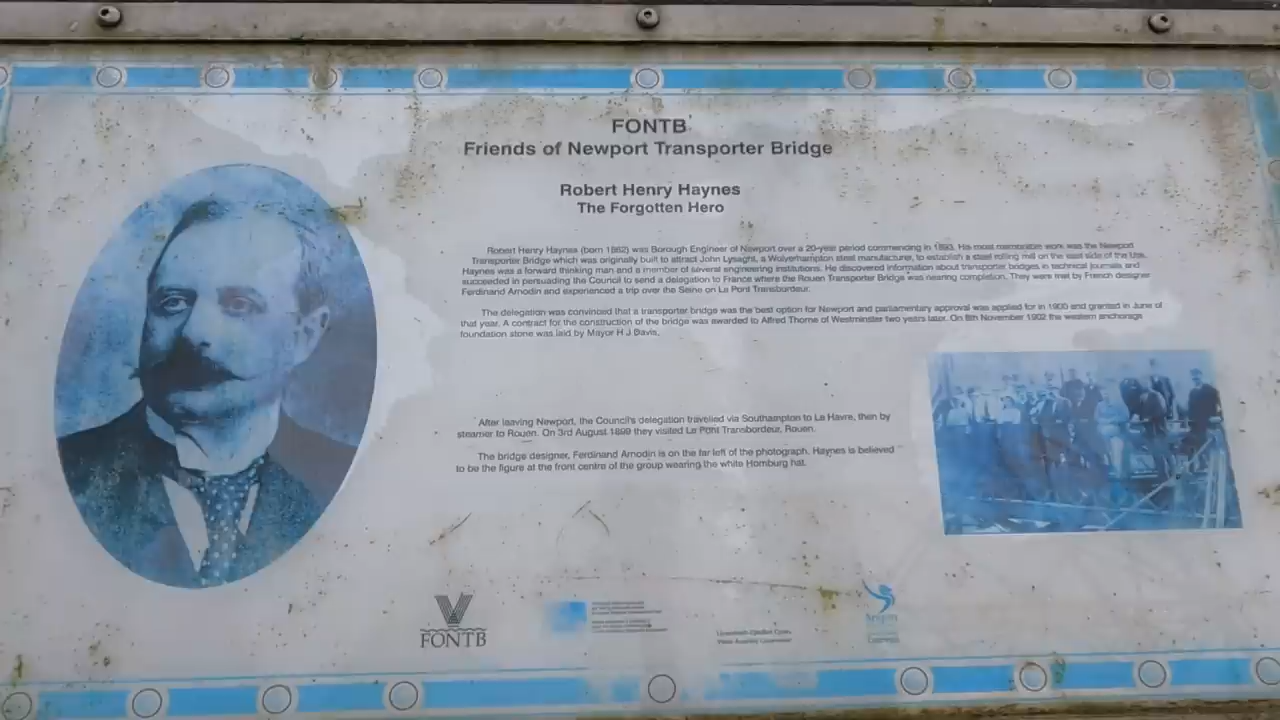 FONTB
Friends of Newport Transporter Bridge
Robert Henry Haynes
The Forgotten Hero
Robert Henry Haynes (born 1862) was Borough Engineer of Newport over a 20-year period commencing in 1893. His most memorable work was the Newport
Transporter Bridge which was originally built to attract John Lysaght, a Wolverhampton steel manufacturer, to establish a steel rolling mill on the east side of the Usk.
Haynes was a forward thinking man and a member of several engineering institutions. He discovered information about transporter bridges in technical journals and
succeeded in persuading the Council to send a delegation to France where the Rouen Transporter Bridge was nearing completion. They were met by French designer
Ferdinand Arnodin and experienced a trip over the Seine on Le Pont Transbordeur.
The delegation was convinced that a transporter bridge was the best option for Newport and parliamentary approval was applied for in 1900 and granted in June of
that year. A contract for the construction of the bridge was awarded to Alfred Thorne of Westminster two years later. On 6th November 1902 the western anchorage
foundation stone was laid by Mayor H J Davis.
After leaving Newport, the Council's delegation travelled via Southampton to Le Havre, then by
steamer to Rouen. On 3rd August 1899 they visited Le Pont Transbordeur, Rouen.
The bridge designer, Ferdinand Arnodin is on the far left of the photograph. Haynes is believed
to be the figure at the front centre of the group wearing the white Homburg hat.
FONTB
Llywodraeth Cynulliad Cymru
Welsh Assembly Government